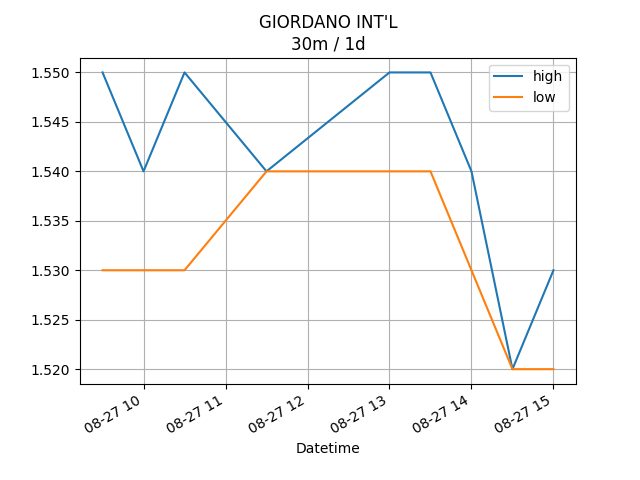 GIORDANO INT'L
30m / 1d
high
low
1.550
1.545
1.540
1.535
1.530
1.525
1.520
08-27 10
08-27 11
08-27 12
08-27 13
08-27 14
08-27 15
Datetime